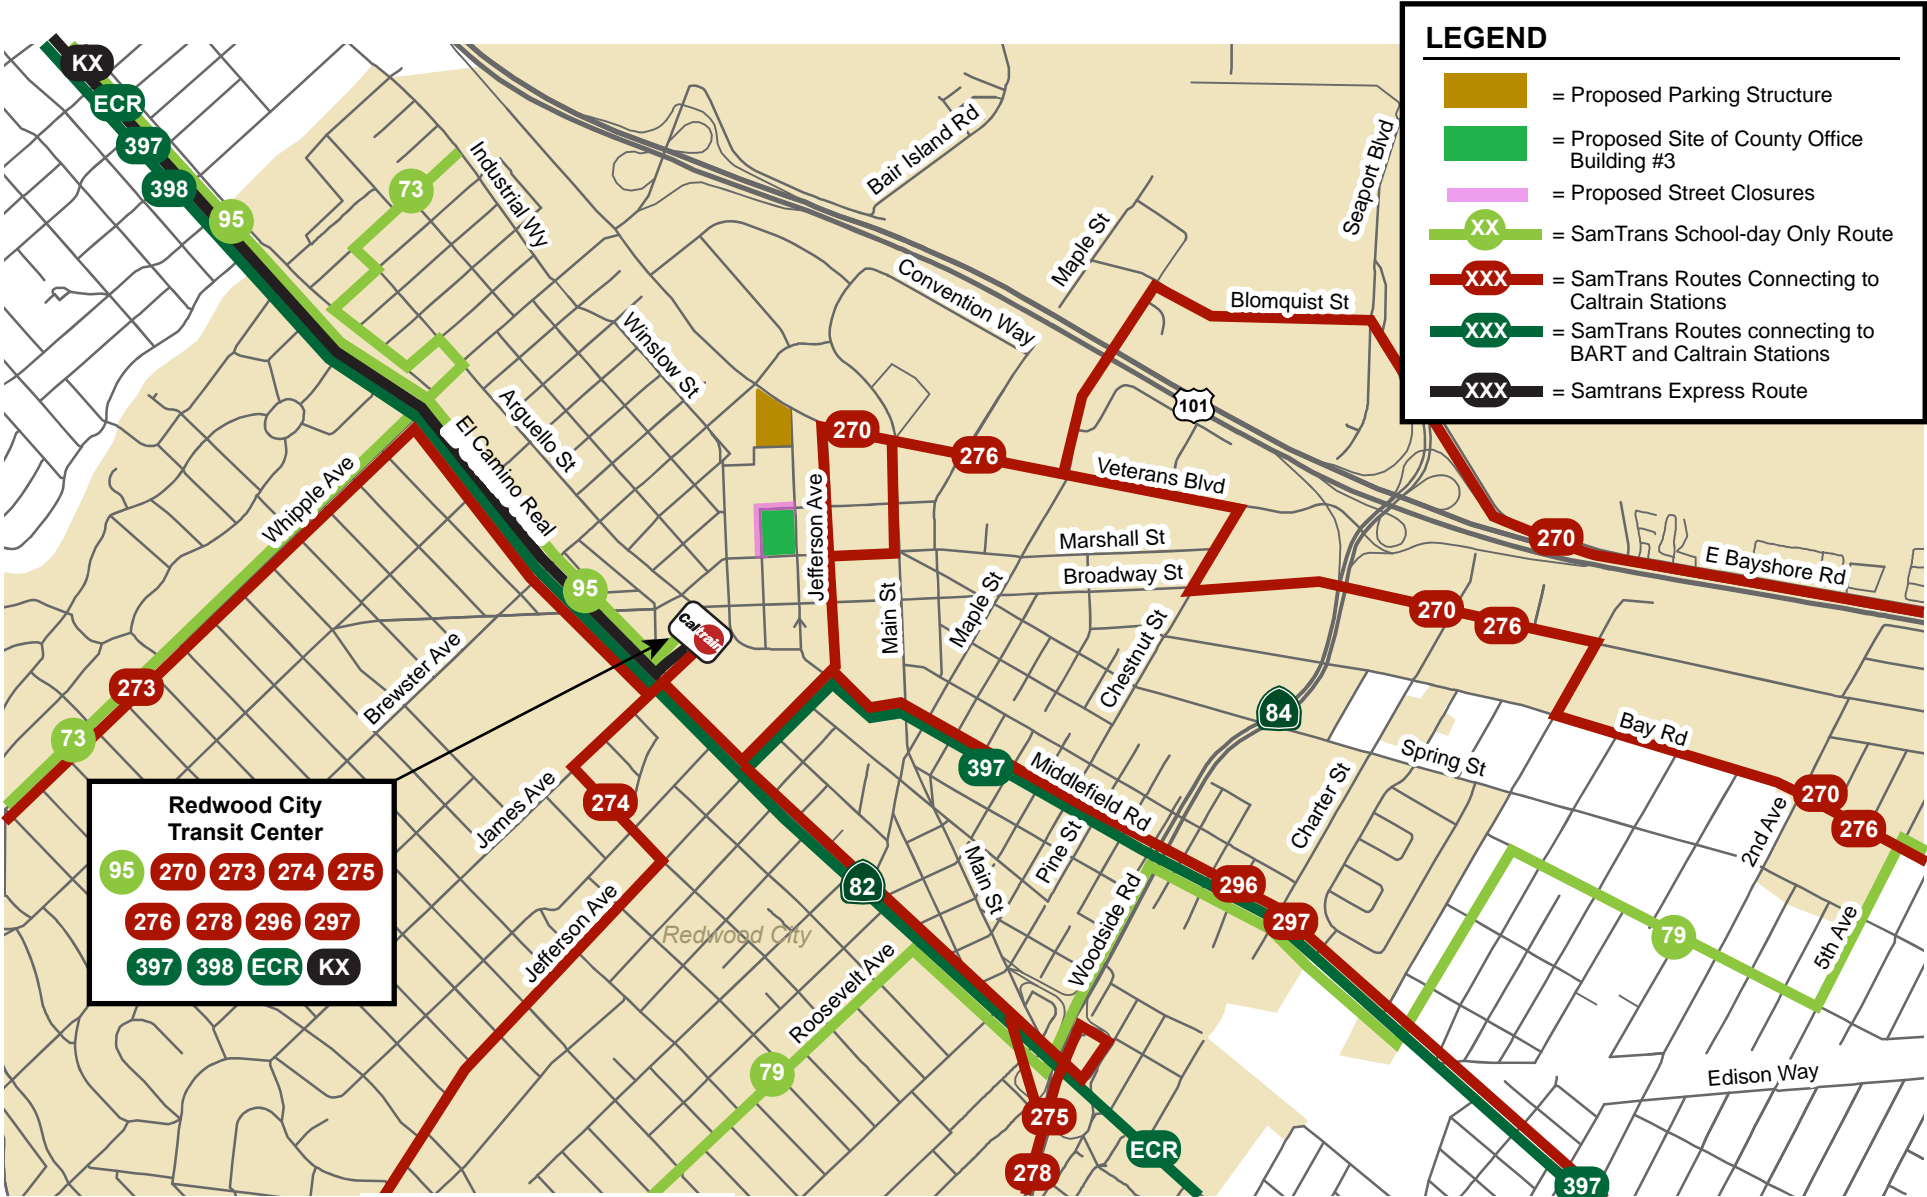 LEGEND
= Proposed Parking Structure
= Proposed Site of County Office
Building #3
= Proposed Street Closures
XX
= SamTrans School-day Only Route
XXX
= SamTrans Routes Connecting to
Caltrain Stations
XXX
= SamTrans Routes connecting to
BART and Caltrain Stations
XXX
= Samtrans Express Route
KX
ECR
397
398
95
73
Industrial Wy
Bair Island Rd
Seaport Blvd
Maple St
Convention Way
Blomquist St
Winslow St
101
Arguello St
El Camino Real
Whipple Ave
270
276
Veterans Blvd
Jefferson Ave
Marshall St
Broadway St
270
E Bayshore Rd
95
Caltrain
Main St
Maple St
Chestnut St
270
276
Brewster Ave
273
73
84
Bay Rd
Spring St
397
Middlefield Rd
James Ave
274
Charter St
270
276
2nd Ave
Pine St
Main St
82
Woodside Rd
296
297
Jefferson Ave
Redwood City
Roosevelt Ave
79
5th Ave
79
Edison Way
275
278
ECR
397
Redwood City
Transit Center
95 270 273 274 275
276 278 296 297
397 398 ECR KX